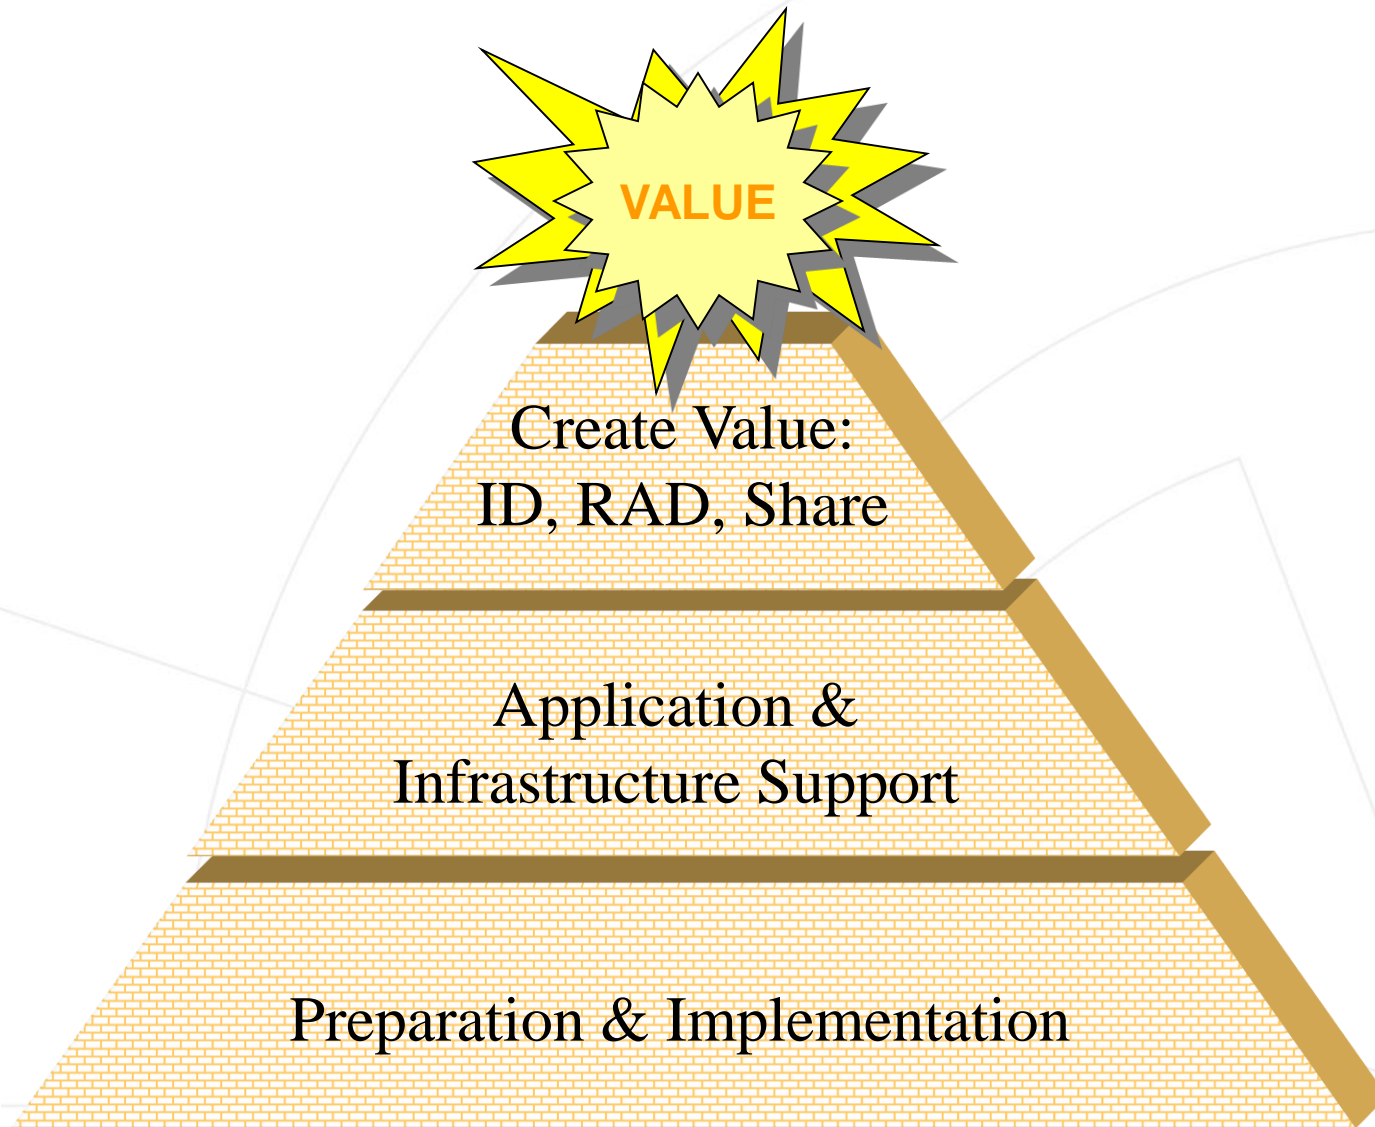 VALUE
Create Value:
ID, RAD, Share
Application &
Infrastructure Support
Preparation & Implementation